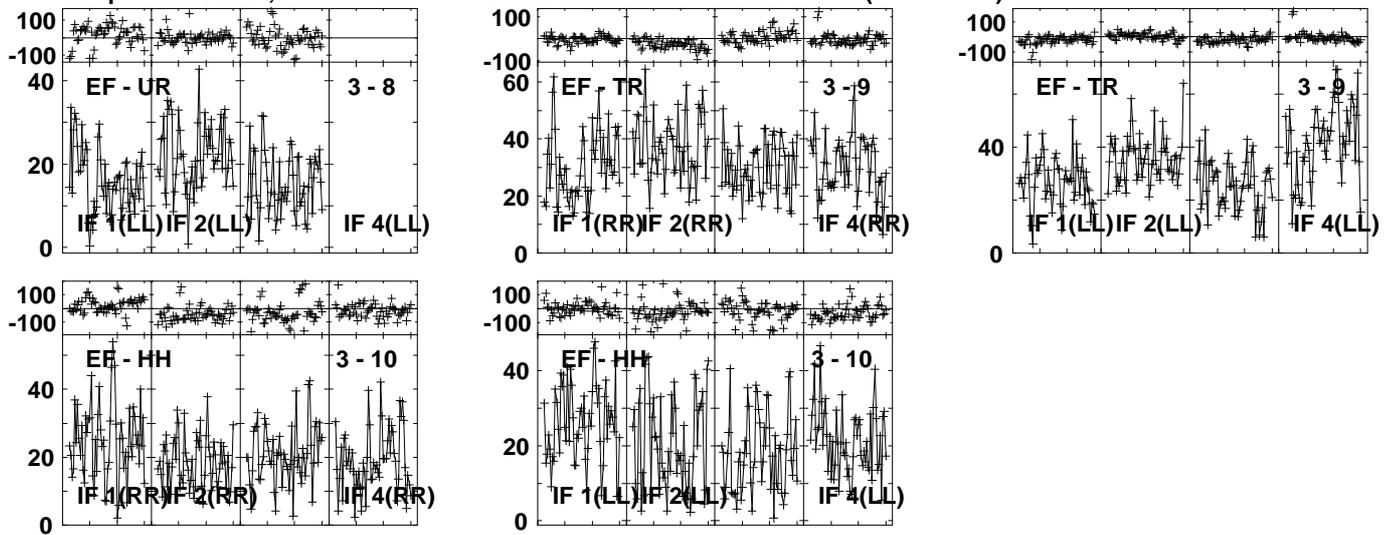 100
-100
EF - UR 3 - 8
40
20
0
IF 1(LL) IF 2(LL) IF 4(LL)
100
-100
EF - TR 3 - 9
60
40
20
0
IF 1(RR) IF 2(RR) IF 4(RR)
100
-100
EF - TR 3 - 9
40
0
IF 1(LL) IF 2(LL) IF 4(LL)
100
-100
EF - HH 3 - 10
40
20
0
IF 1(RR) IF 2(RR) IF 4(RR)
100
-100
EF - HH 3 - 10
40
20
0
IF 1(LL) IF 2(LL) IF 4(LL)